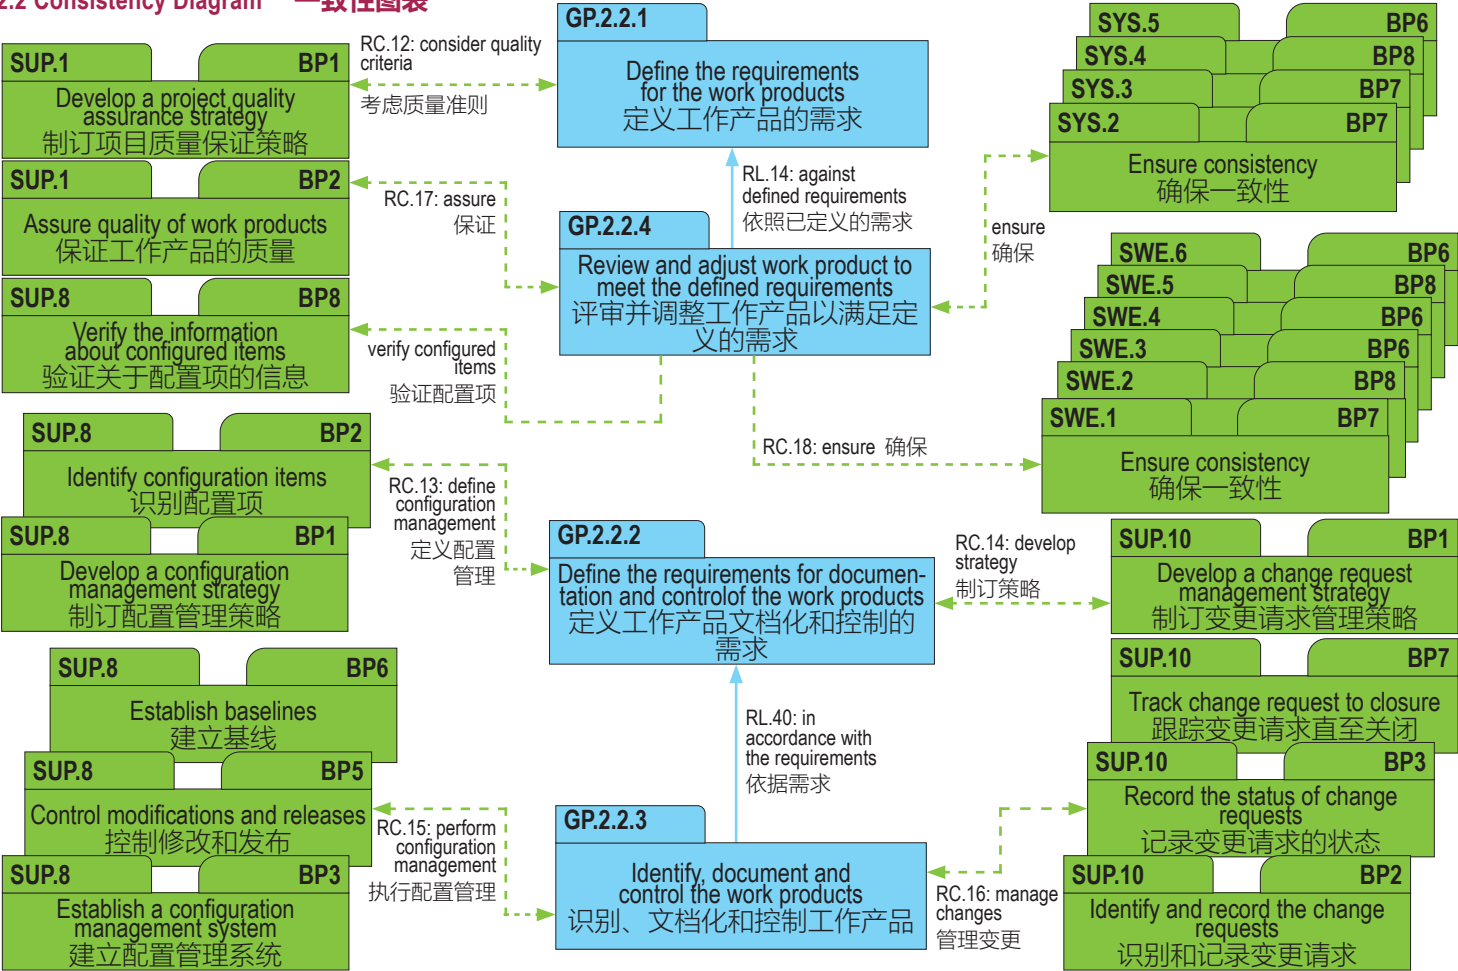 2.2 Consistency Diagram 一致性图表
SUP.1 BP1
Develop a project quality
assurance strategy
制订项目质量保证策略
SUP.1 BP2
Assure quality of work products
保证工作产品的质量
SUP.8 BP8
Verify the information
about configured items
验证关于配置项的信息
SUP.8 BP2
Identify configuration items
识别配置项
SUP.8 BP1
Develop a configuration
management strategy
制订配置管理策略
SUP.8 BP6
Establish baselines
建立基线
SUP.8 BP5
Control modifications and releases
控制修改和发布
SUP.8 BP3
Establish a configuration
management system
建立配置管理系统
RC.12: consider quality
criteria
考虑质量准则
RC.17: assure
保证
verify configured
items
验证配置项
RC.13: define
configuration
management
定义配置
管理
RC.15: perform
configuration
management
执行配置管理
GP.2.2.1
Define the requirements
for the work products
定义工作产品的需求
RL.14: against
defined requirements
依照已定义的需求
GP.2.2.4
Review and adjust work product to
meet the defined requirements
评审并调整工作产品以满足定
义的需求
GP.2.2.2
Define the requirements for documen-
tation and controlof the work products
定义工作产品文档化和控制的
需求
RL.40: in
accordance with
the requirements
依据需求
GP.2.2.3
Identify, document and
control the work products
识别、文档化和控制工作产品
ensure
确保
RC.18: ensure 确保
RC.14: develop
strategy
制订策略
RC.16: manage
changes
管理变更
SYS.5 BP6
SYS.4 BP8
SYS.3 BP7
SYS.2 BP7
Ensure consistency
确保一致性
SWE.6 BP6
SWE.5 BP8
SWE.4 BP6
SWE.3 BP6
SWE.2 BP8
SWE.1 BP7
Ensure consistency
确保一致性
SUP.10 BP1
Develop a change request
management strategy
制订变更请求管理策略
SUP.10 BP7
Track change request to closure
跟踪变更请求直至关闭
SUP.10 BP3
Record the status of change
requests
记录变更请求的状态
SUP.10 BP2
Identify and record the change
requests
识别和记录变更请求